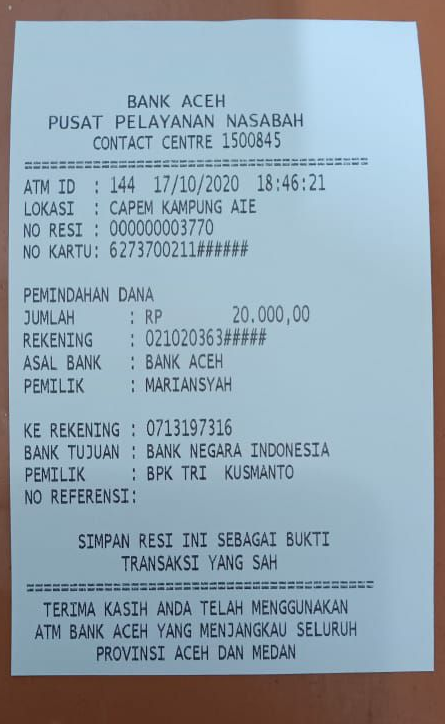 BANK ACEH
PUSAT PELAYANAN NASABAH
CONTACT CENTRE 1500845
================================================
ATM ID : 144 17/10/2020 18:46:21
LOKASI : CAPEM KAMPUNG AIE
NO RESI : 000000003770
NO KARTU: 6273700211######
PEMINDAHAN DANA
JUMLAH : RP 20.000,00
REKENING : 021020363#####
ASAL BANK : BANK ACEH
PEMILIK : MARIANSYAH
KE REKENING : 0713197316
BANK TUJUAN : BANK NEGARA INDONESIA
PEMILIK : BPK TRI KUSMANTO
NO REFERENSI:
SIMPAN RESI INI SEBAGAI BUKTI
TRANSAKSI YANG SAH
================================================
TERIMA KASIH ANDA TELAH MENGGUNAKAN
ATM BANK ACEH YANG MENJANGKAU SELURUH
PROVINSI ACEH DAN MEDAN